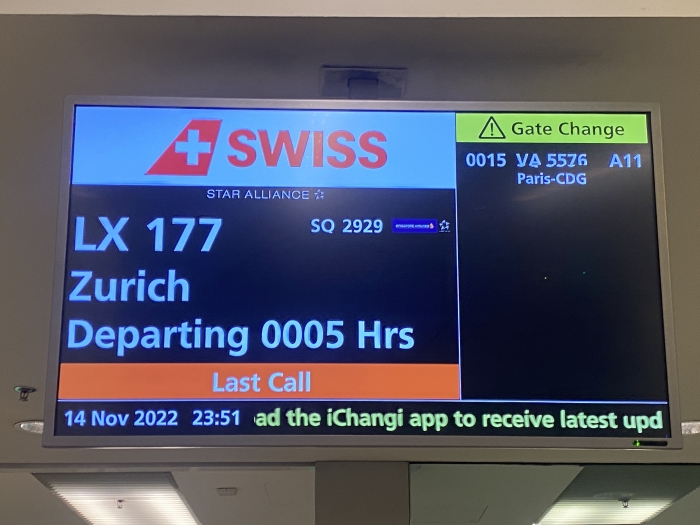 SWISS
STAR ALLIANCE
LX 177
SQ 2929
Zurich
Departing 0005 Hrs
Last Call
Gate Change
0015 VA 5576 A11
Paris-CDG
14 Nov 2022 23:51 ad the iChangi app to receive latest upd